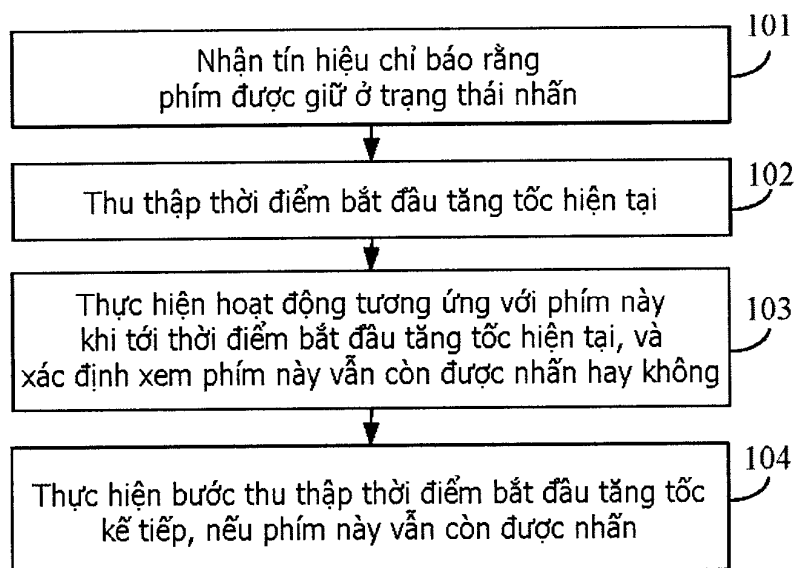 101
Nhận tín hiệu chỉ báo rằng
phím được giữ ở trạng thái nhấn
102
Thu thập thời điểm bắt đầu tăng tốc hiện tại
Thực hiện hoạt động tương ứng với phím này
khi tới thời điểm bắt đầu tăng tốc hiện tại, và
xác định xem phím này vẫn còn được nhấn hay không
103
Thực hiện bước thu thập thời điểm bắt đầu tăng tốc
kế tiếp, nếu phím này vẫn còn được nhấn
104